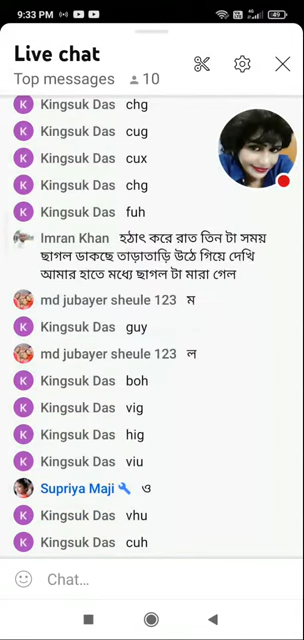 9:33 PM
49
Live chat
Top messages 10
Kingsuk Das chg
Kingsuk Das cug
Kingsuk Das cux
Kingsuk Das chg
Kingsuk Das fuh
Imran Khan হঠাৎ করে রাত তিন টা সময়
ছাগল ডাকছে তাড়াতাড়ি উঠে গিয়ে দেখি
আমার হাতে মধ্যে ছাগল টা মারা গেল
md jubayer sheule 123 ম
Kingsuk Das guy
md jubayer sheule 123 ল
Kingsuk Das boh
Kingsuk Das vig
Kingsuk Das hig
Kingsuk Das viu
Supriya Maji ও
Kingsuk Das vhu
Kingsuk Das cuh
Chat...